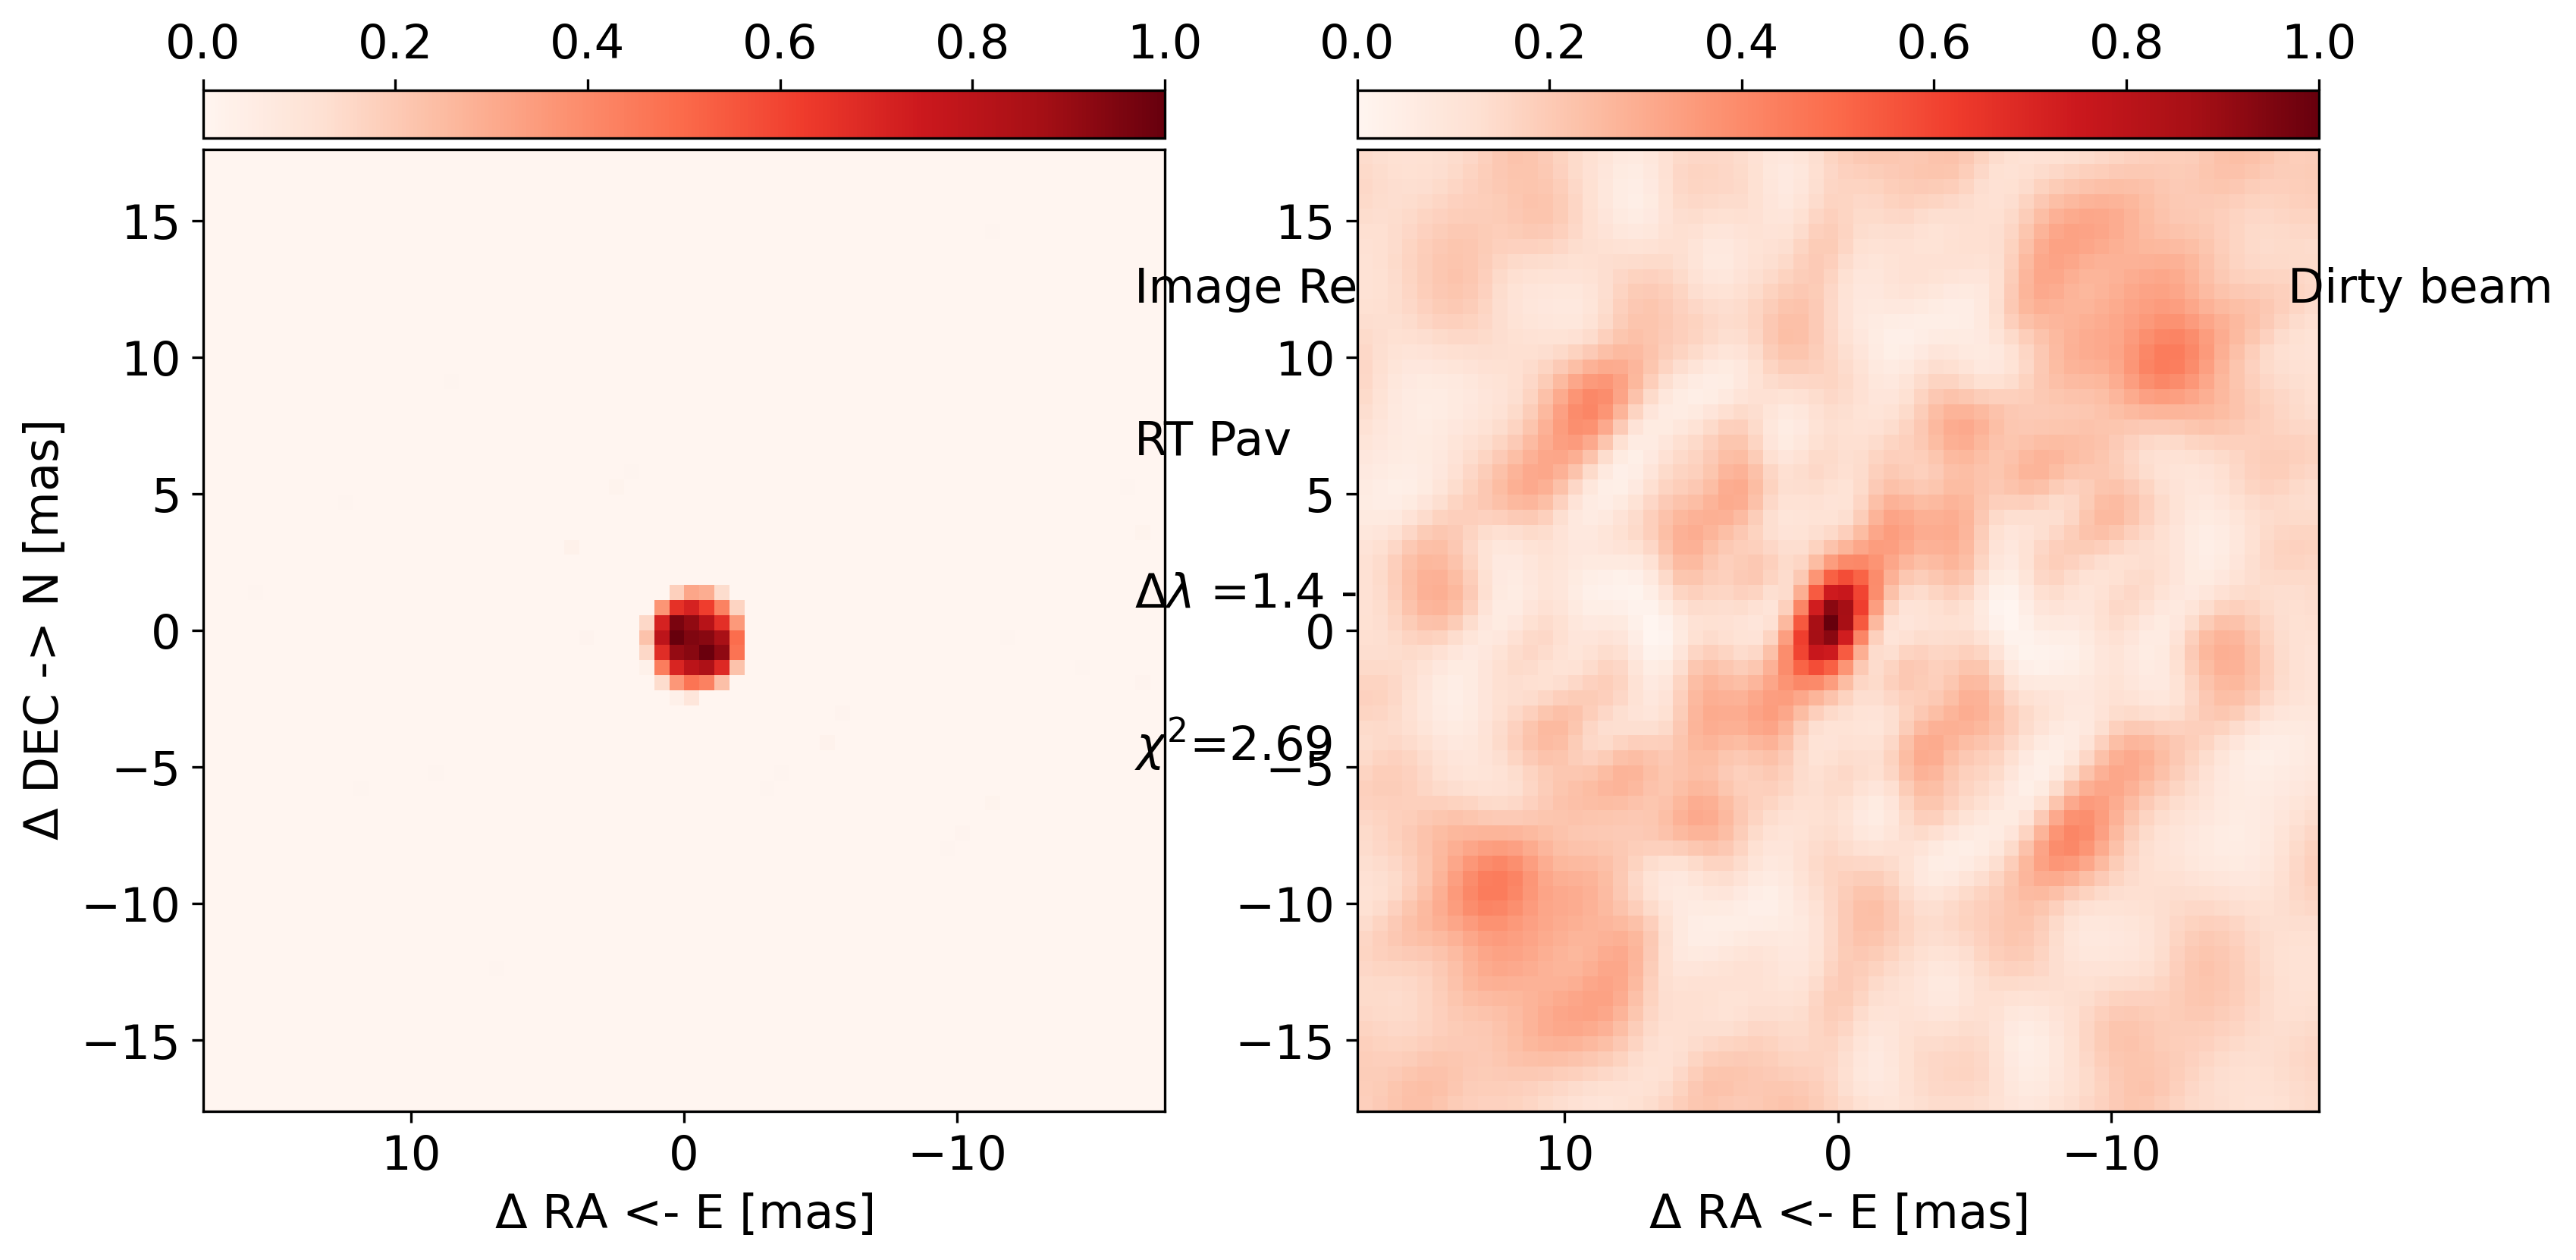 0.0 0.2 0.4 0.6 0.8 1.0
0.0 0.2 0.4 0.6 0.8 1.0
Δ DEC -> N [mas]
15
10
5
0
−5
−10
−15
10 0 −10
Δ RA <- E [mas]
Image Re
RT Pav
Δλ =1.4 -
χ²=2.69
15
10
5
0
−5
−10
−15
10 0 −10
Δ RA <- E [mas]
Dirty beam